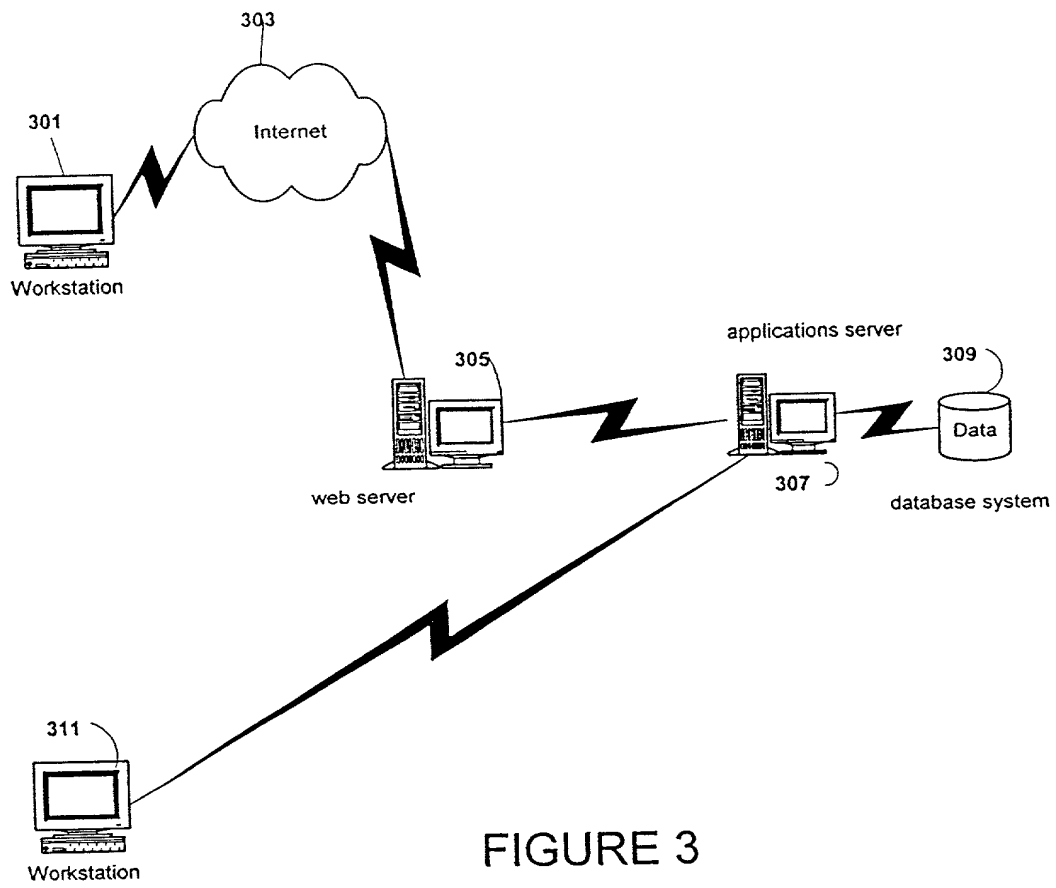 303
301
Internet
Workstation
applications server
305
309
Data
307
web server
database system
311
Workstation
FIGURE 3